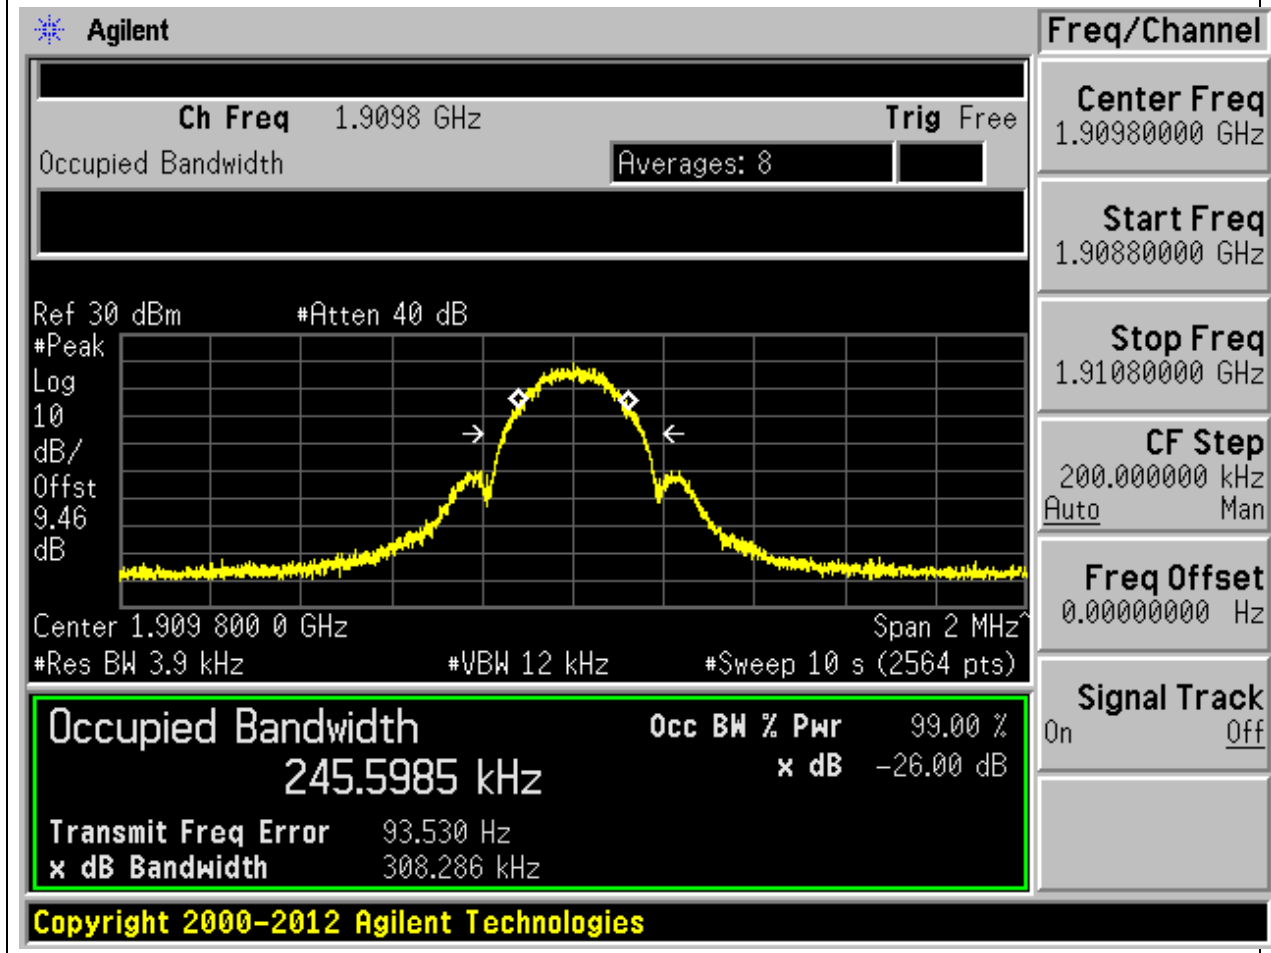 Agilent
Freq/Channel
Ch Freq 1.9098 GHz Trig Free
Occupied Bandwidth Averages: 8
Center Freq
1.90980000 GHz
Start Freq
1.90880000 GHz
Stop Freq
1.91080000 GHz
CF Step
200.000000 kHz
Auto Man
Freq Offset
0.00000000 Hz
Signal Track
On Off
Ref 30 dBm #Atten 40 dB
#Peak
Log
10
dB/
Offst
9.46
dB
Center 1.909 800 0 GHz Span 2 MHz^
#Res BW 3.9 kHz #VBW 12 kHz #Sweep 10 s (2564 pts)
Occupied Bandwidth Occ BW % Pwr 99.00 %
245.5985 kHz x dB -26.00 dB
Transmit Freq Error 93.530 Hz
x dB Bandwidth 308.286 kHz
Copyright 2000-2012 Agilent Technologies